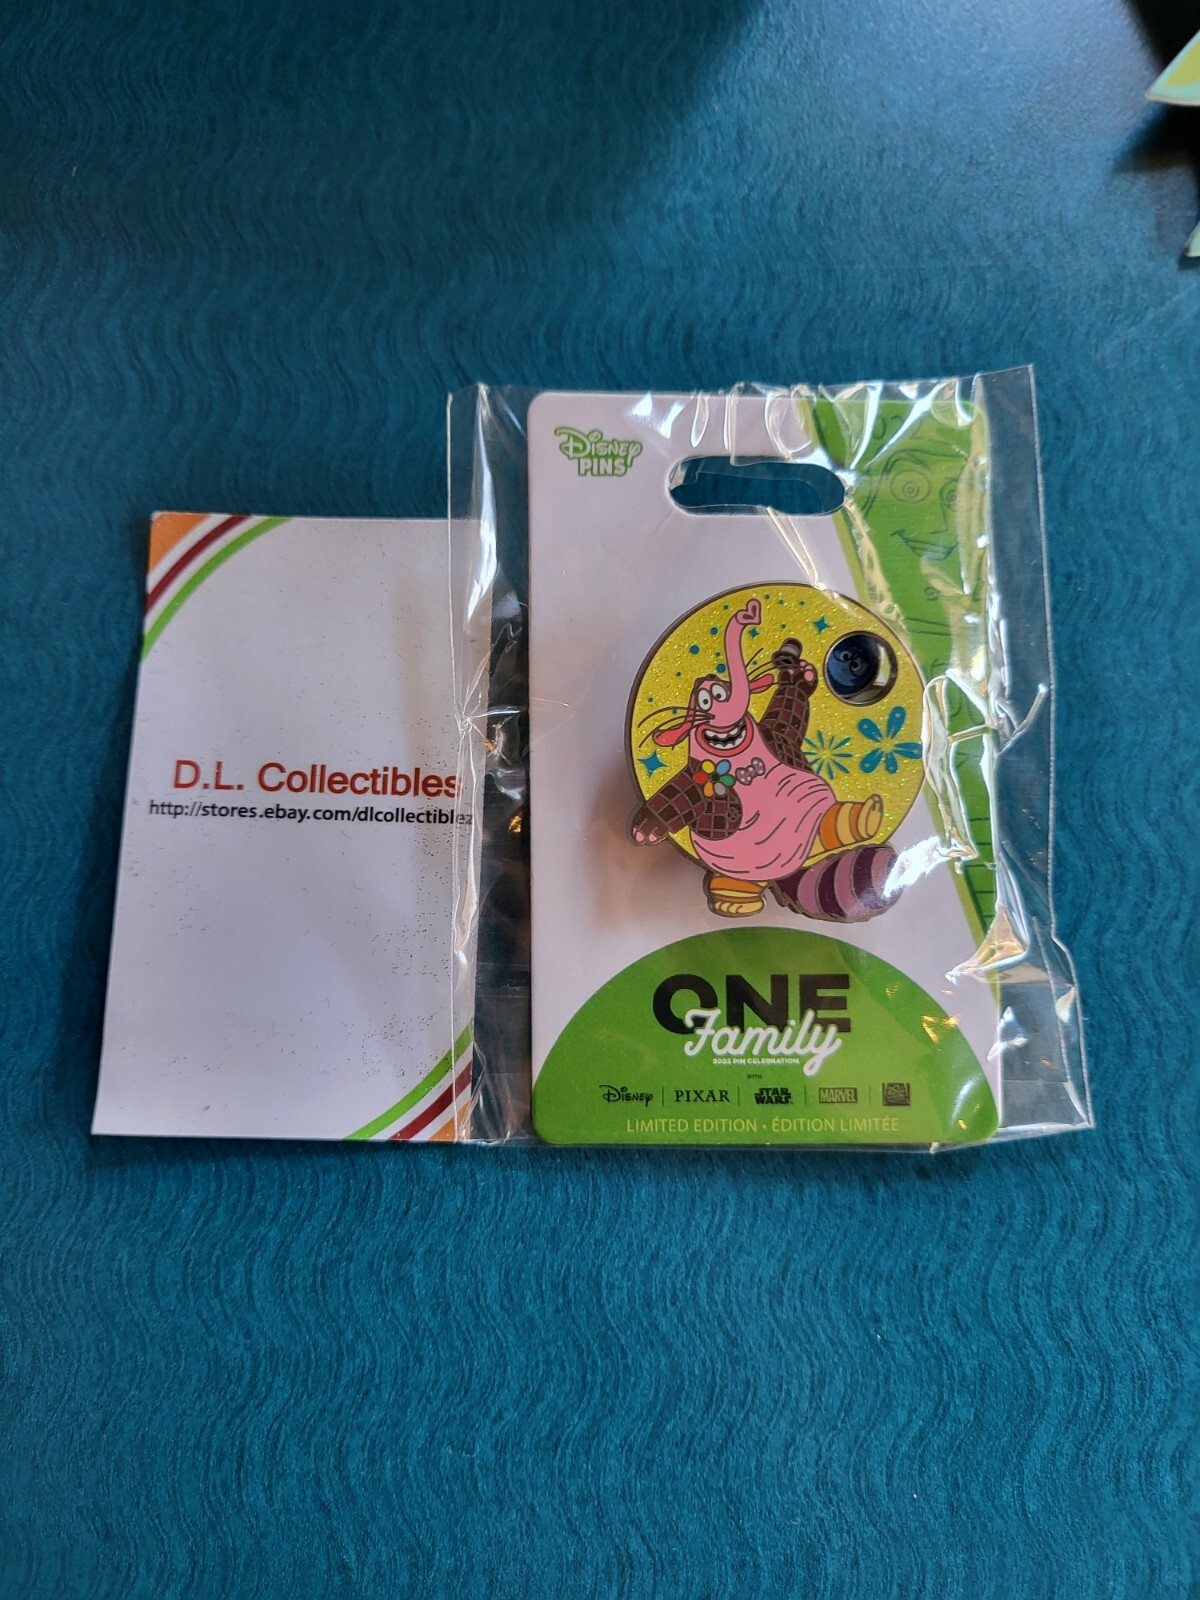 Disney
PINS
D.L. Collectibles
http://stores.ebay.com/dlcollectiblez
ONE
Family
2022 PIN CELEBRATION
WITH
Disney | PIXAR | STAR WARS | MARVEL |
LIMITED EDITION • ÉDITION LIMITÉE